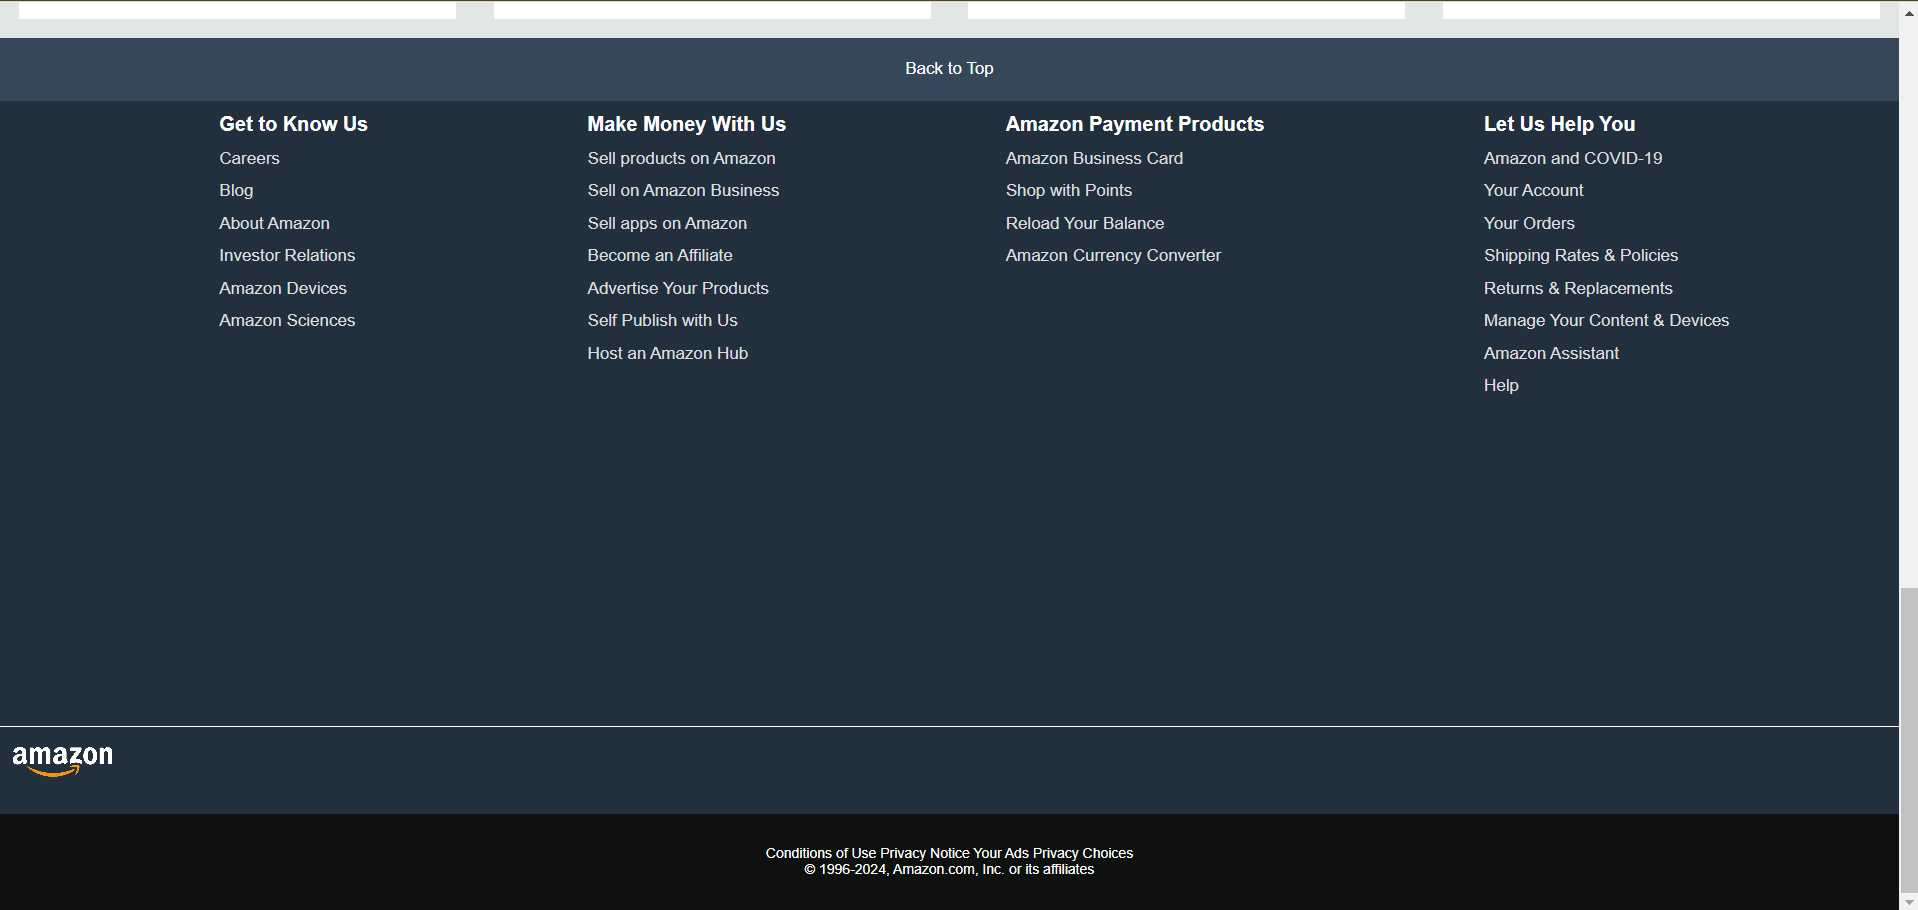 Back to Top
Get to Know Us
Careers
Blog
About Amazon
Investor Relations
Amazon Devices
Amazon Sciences
Make Money With Us
Sell products on Amazon
Sell on Amazon Business
Sell apps on Amazon
Become an Affiliate
Advertise Your Products
Self Publish with Us
Host an Amazon Hub
Amazon Payment Products
Amazon Business Card
Shop with Points
Reload Your Balance
Amazon Currency Converter
Let Us Help You
Amazon and COVID-19
Your Account
Your Orders
Shipping Rates & Policies
Returns & Replacements
Manage Your Content & Devices
Amazon Assistant
Help
amazon
Conditions of Use Privacy Notice Your Ads Privacy Choices
© 1996-2024, Amazon.com, Inc. or its affiliates